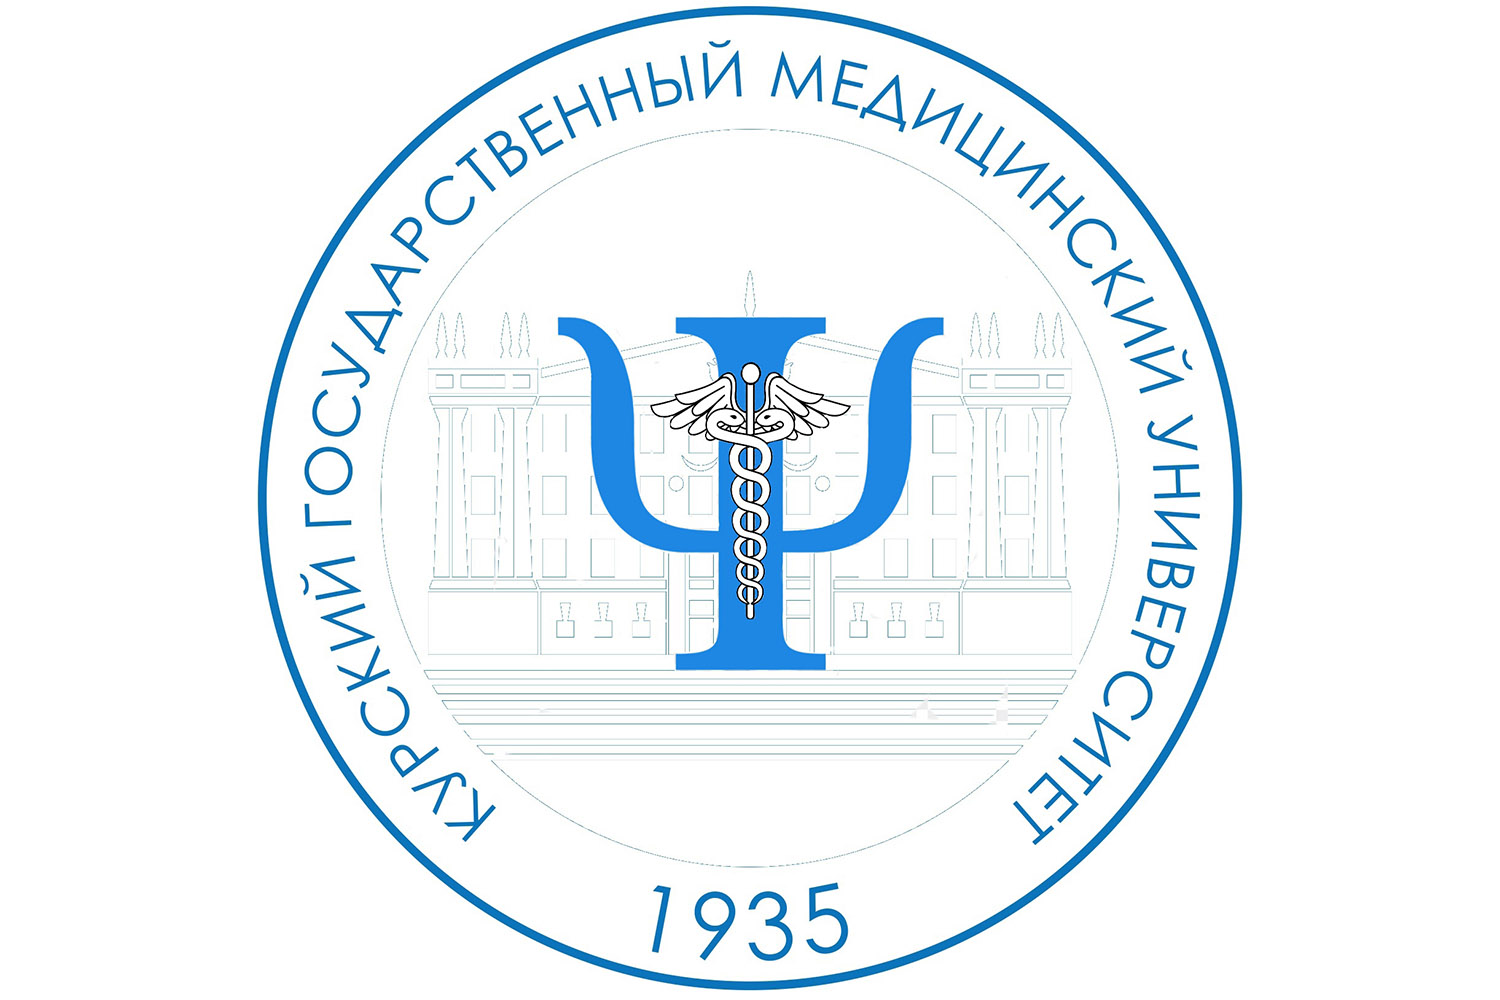 КУРСКИЙ ГОСУДАРСТВЕННЫЙ МЕДИЦИНСКИЙ УНИВЕРСИТЕТ
Ψ
1935